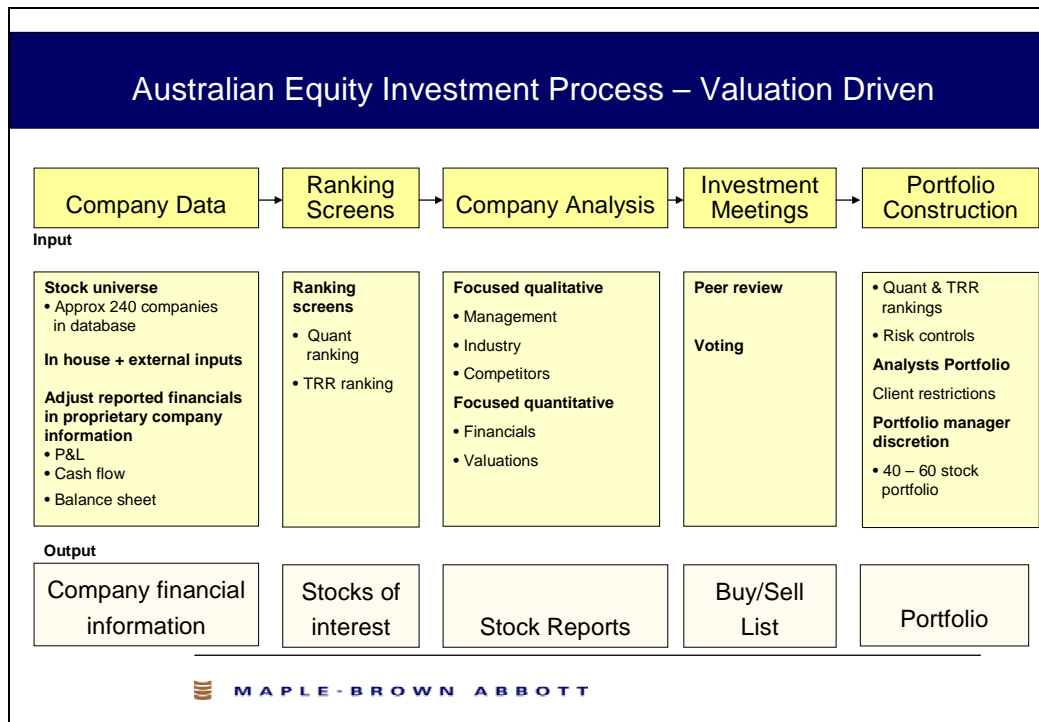 Australian Equity Investment Process – Valuation Driven
Company Data
Ranking
Screens
Company Analysis
Investment
Meetings
Portfolio
Construction
Input
Stock universe
• Approx 240 companies
in database
In house + external inputs
Adjust reported financials
in proprietary company
information
• P&L
• Cash flow
• Balance sheet
Ranking
screens
• Quant
ranking
• TRR ranking
Focused qualitative
• Management
• Industry
• Competitors
Focused quantitative
• Financials
• Valuations
Peer review
Voting
• Quant & TRR
rankings
• Risk controls
Analysts Portfolio
Client restrictions
Portfolio manager
discretion
• 40 – 60 stock
portfolio
Output
Company financial
information
Stocks of
interest
Stock Reports
Buy/Sell
List
Portfolio
MAPLE-BROWN ABBOTT